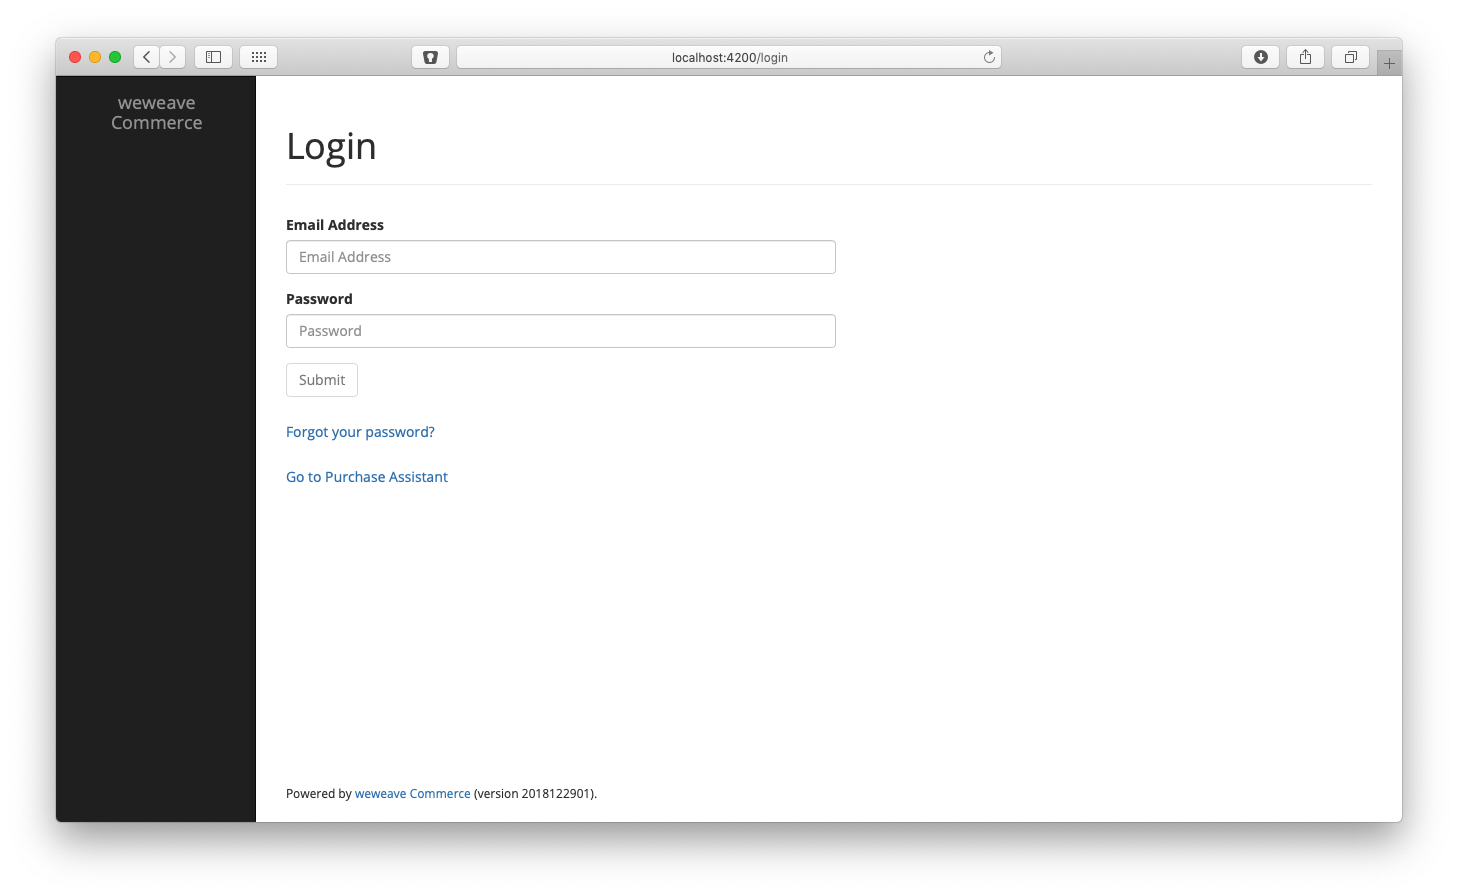 localhost:4200/login
weweave
Commerce
Login
Email Address
Email Address
Password
Password
Submit
Forgot your password?
Go to Purchase Assistant
Powered by weweave Commerce (version 2018122901).